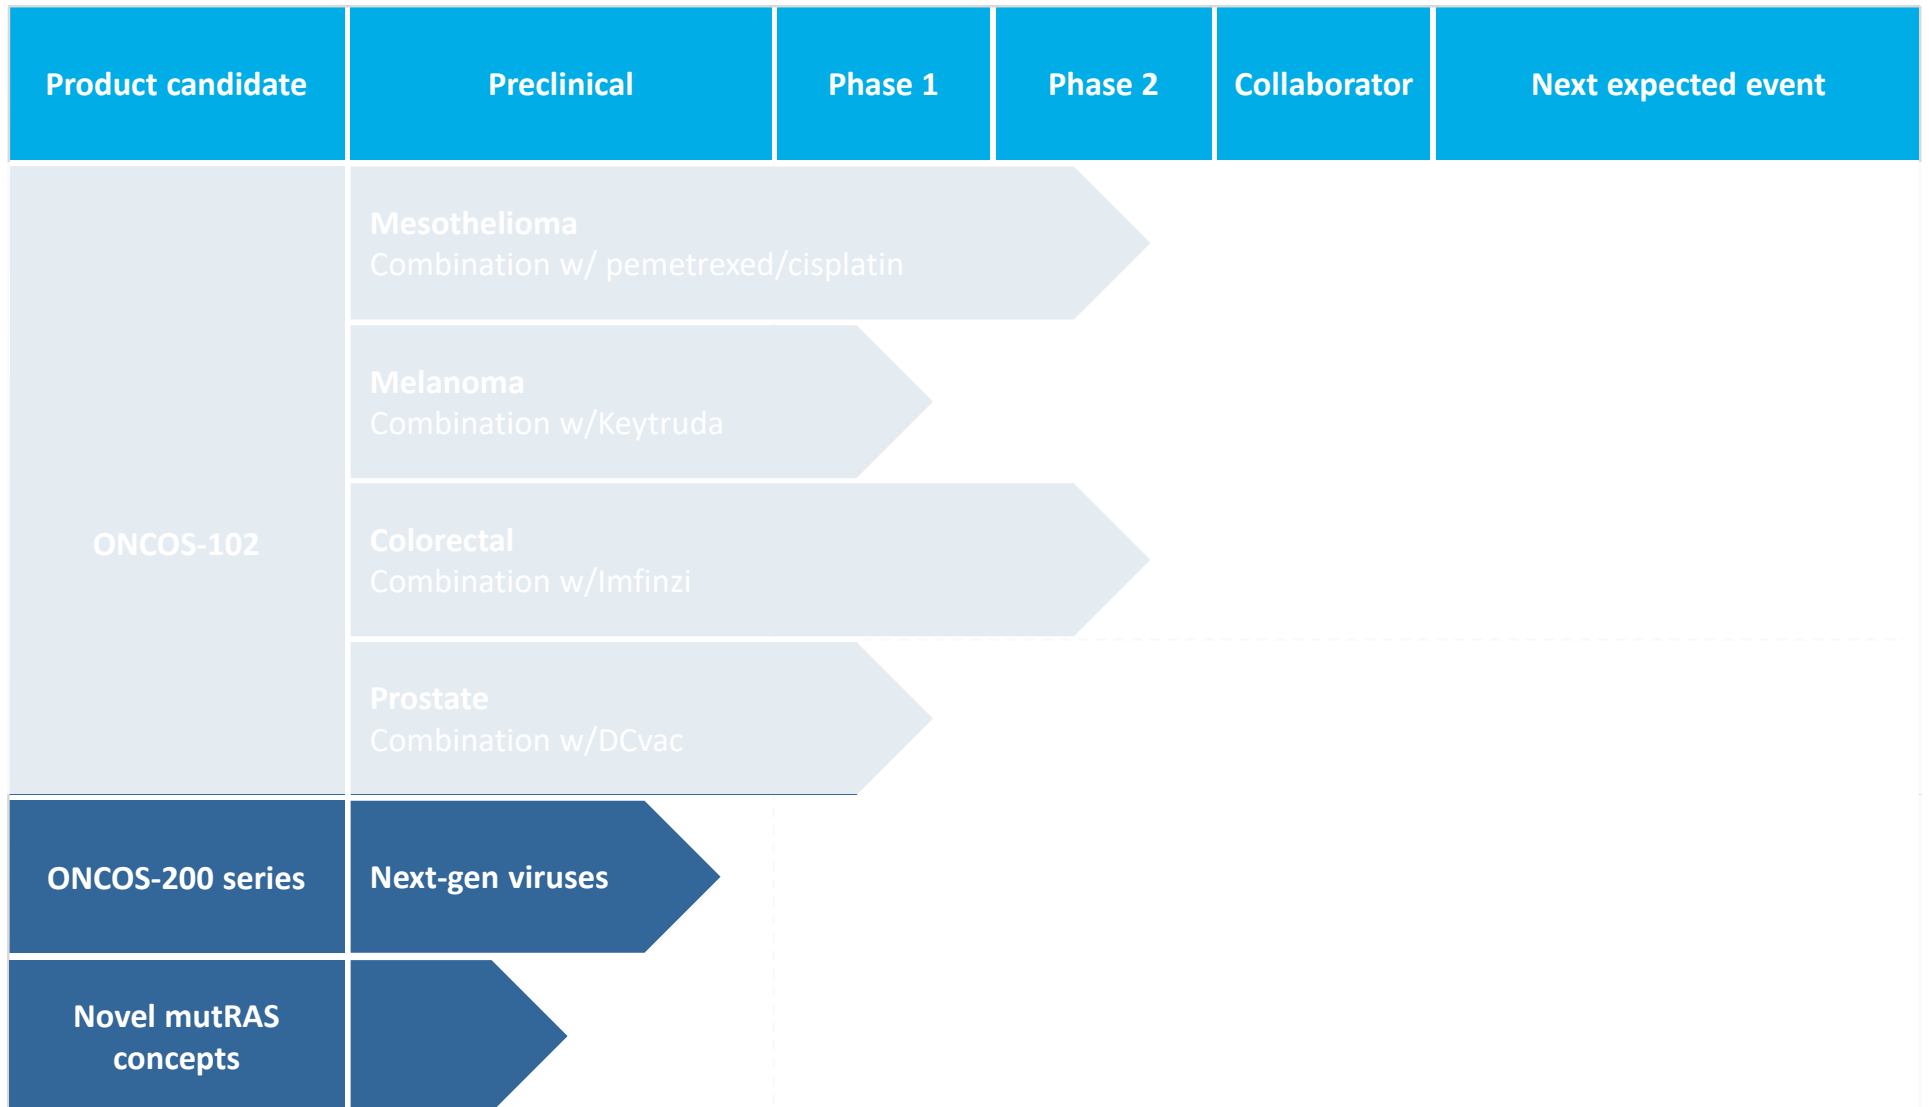 Product candidate
Preclinical
Phase 1
Phase 2
Collaborator
Next expected event
ONCOS-102
Mesothelioma
Combination w/ pemetrexed/cisplatin
Melanoma
Combination w/Keytruda
Colorectal
Combination w/Imfinzi
Prostate
Combination w/DCvac
ONCOS-200 series
Next-gen viruses
Novel mutRAS
concepts